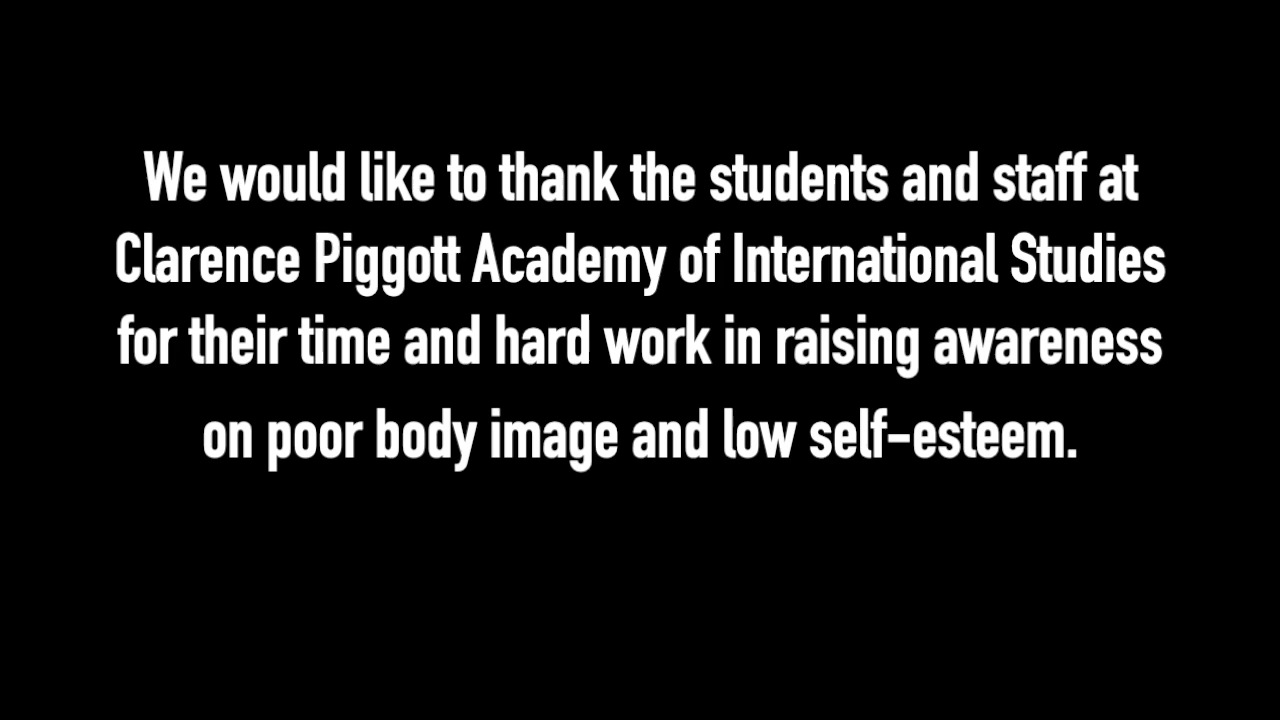 We would like to thank the students and staff at
Clarence Piggott Academy of International Studies
for their time and hard work in raising awareness
on poor body image and low self-esteem.